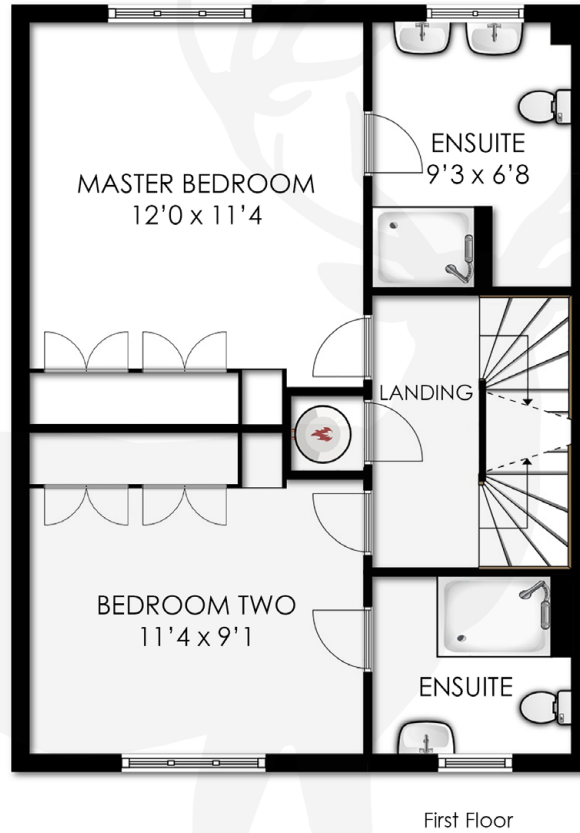 MASTER BEDROOM
12'0 x 11'4
ENSUITE
9'3 x 6'8
LANDING
BEDROOM TWO
11'4 x 9'1
ENSUITE
First Floor